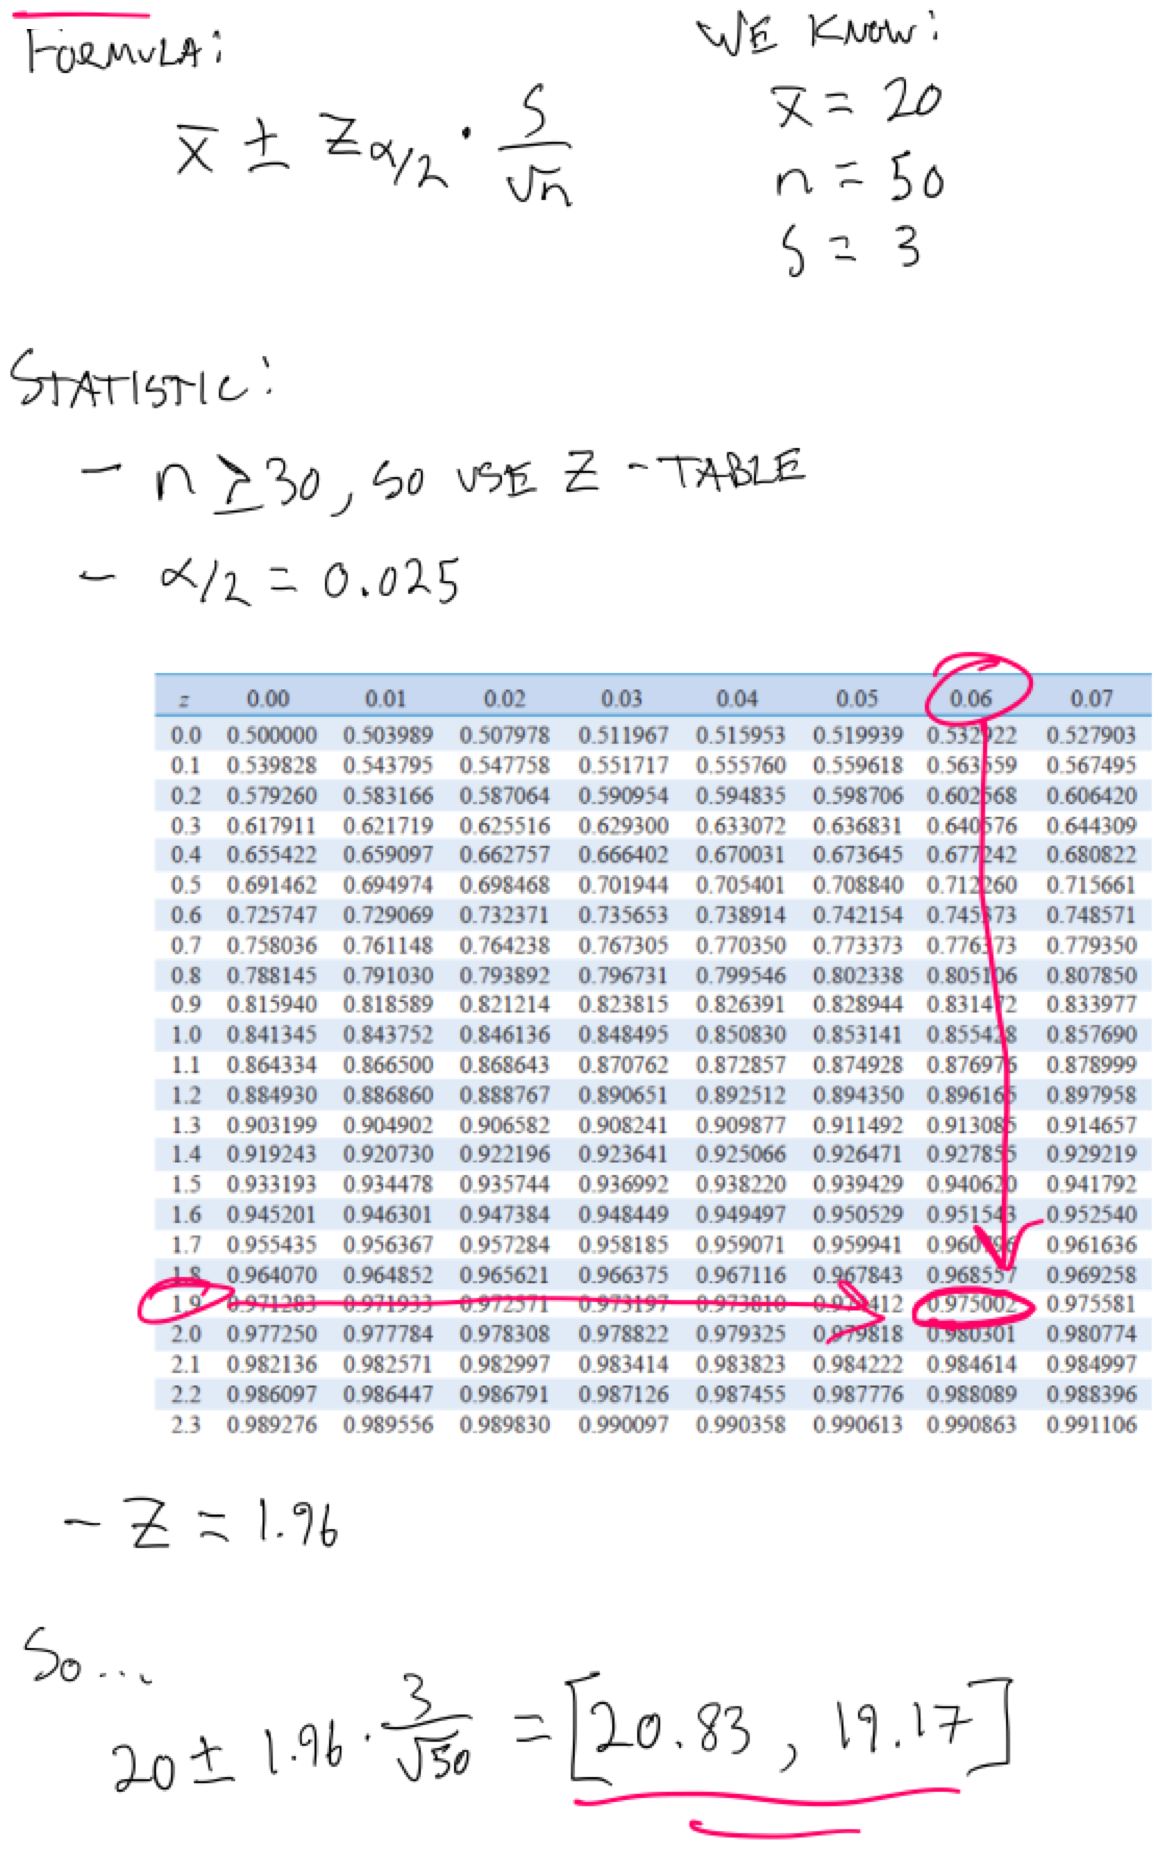 FORMULA:
x̄ ± Zα/2 · S/√n
WE KNOW:
x̄ = 20
n = 50
S = 3
STATISTIC:
- n ≥ 30, SO USE Z-TABLE
- α/2 = 0.025
z 0.00 0.01 0.02 0.03 0.04 0.05 0.06 0.07
0.0 0.500000 0.503989 0.507978 0.511967 0.515953 0.519939 0.532922 0.527903
0.1 0.539828 0.543795 0.547758 0.551717 0.555760 0.559618 0.563559 0.567495
0.2 0.579260 0.583166 0.587064 0.590954 0.594835 0.598706 0.602568 0.606420
0.3 0.617911 0.621719 0.625516 0.629300 0.633072 0.636831 0.640576 0.644309
0.4 0.655422 0.659097 0.662757 0.666402 0.670031 0.673645 0.677242 0.680822
0.5 0.691462 0.694974 0.698468 0.701944 0.705401 0.708840 0.712260 0.715661
0.6 0.725747 0.729069 0.732371 0.735653 0.738914 0.742154 0.745373 0.748571
0.7 0.758036 0.761148 0.764238 0.767305 0.770350 0.773373 0.776373 0.779350
0.8 0.788145 0.791030 0.793892 0.796731 0.799546 0.802338 0.805106 0.807850
0.9 0.815940 0.818589 0.821214 0.823815 0.826391 0.828944 0.831472 0.833977
1.0 0.841345 0.843752 0.846136 0.848495 0.850830 0.853141 0.855428 0.857690
1.1 0.864334 0.866500 0.868643 0.870762 0.872857 0.874928 0.876976 0.878999
1.2 0.884930 0.886860 0.888767 0.890651 0.892512 0.894350 0.896165 0.897958
1.3 0.903199 0.904902 0.906582 0.908241 0.909877 0.911492 0.913085 0.914657
1.4 0.919243 0.920730 0.922196 0.923641 0.925066 0.926471 0.927855 0.929219
1.5 0.933193 0.934478 0.935744 0.936992 0.938220 0.939429 0.940620 0.941792
1.6 0.945201 0.946301 0.947384 0.948449 0.949497 0.950529 0.951543 0.952540
1.7 0.955435 0.956367 0.957284 0.958185 0.959071 0.959941 0.960796 0.961636
1.8 0.964070 0.964852 0.965621 0.966375 0.967116 0.967843 0.968557 0.969258
1.9 0.971283 0.971933 0.972571 0.973197 0.973810 0.974412 0.975002 0.975581
2.0 0.977250 0.977784 0.978308 0.978822 0.979325 0.979818 0.980301 0.980774
2.1 0.982136 0.982571 0.982997 0.983414 0.983823 0.984222 0.984614 0.984997
2.2 0.986097 0.986447 0.986791 0.987126 0.987455 0.987776 0.988089 0.988396
2.3 0.989276 0.989556 0.989830 0.990097 0.990358 0.990613 0.990863 0.991106
- Z = 1.96
So...
20 ± 1.96 · 3/√50 = [20.83, 19.17]